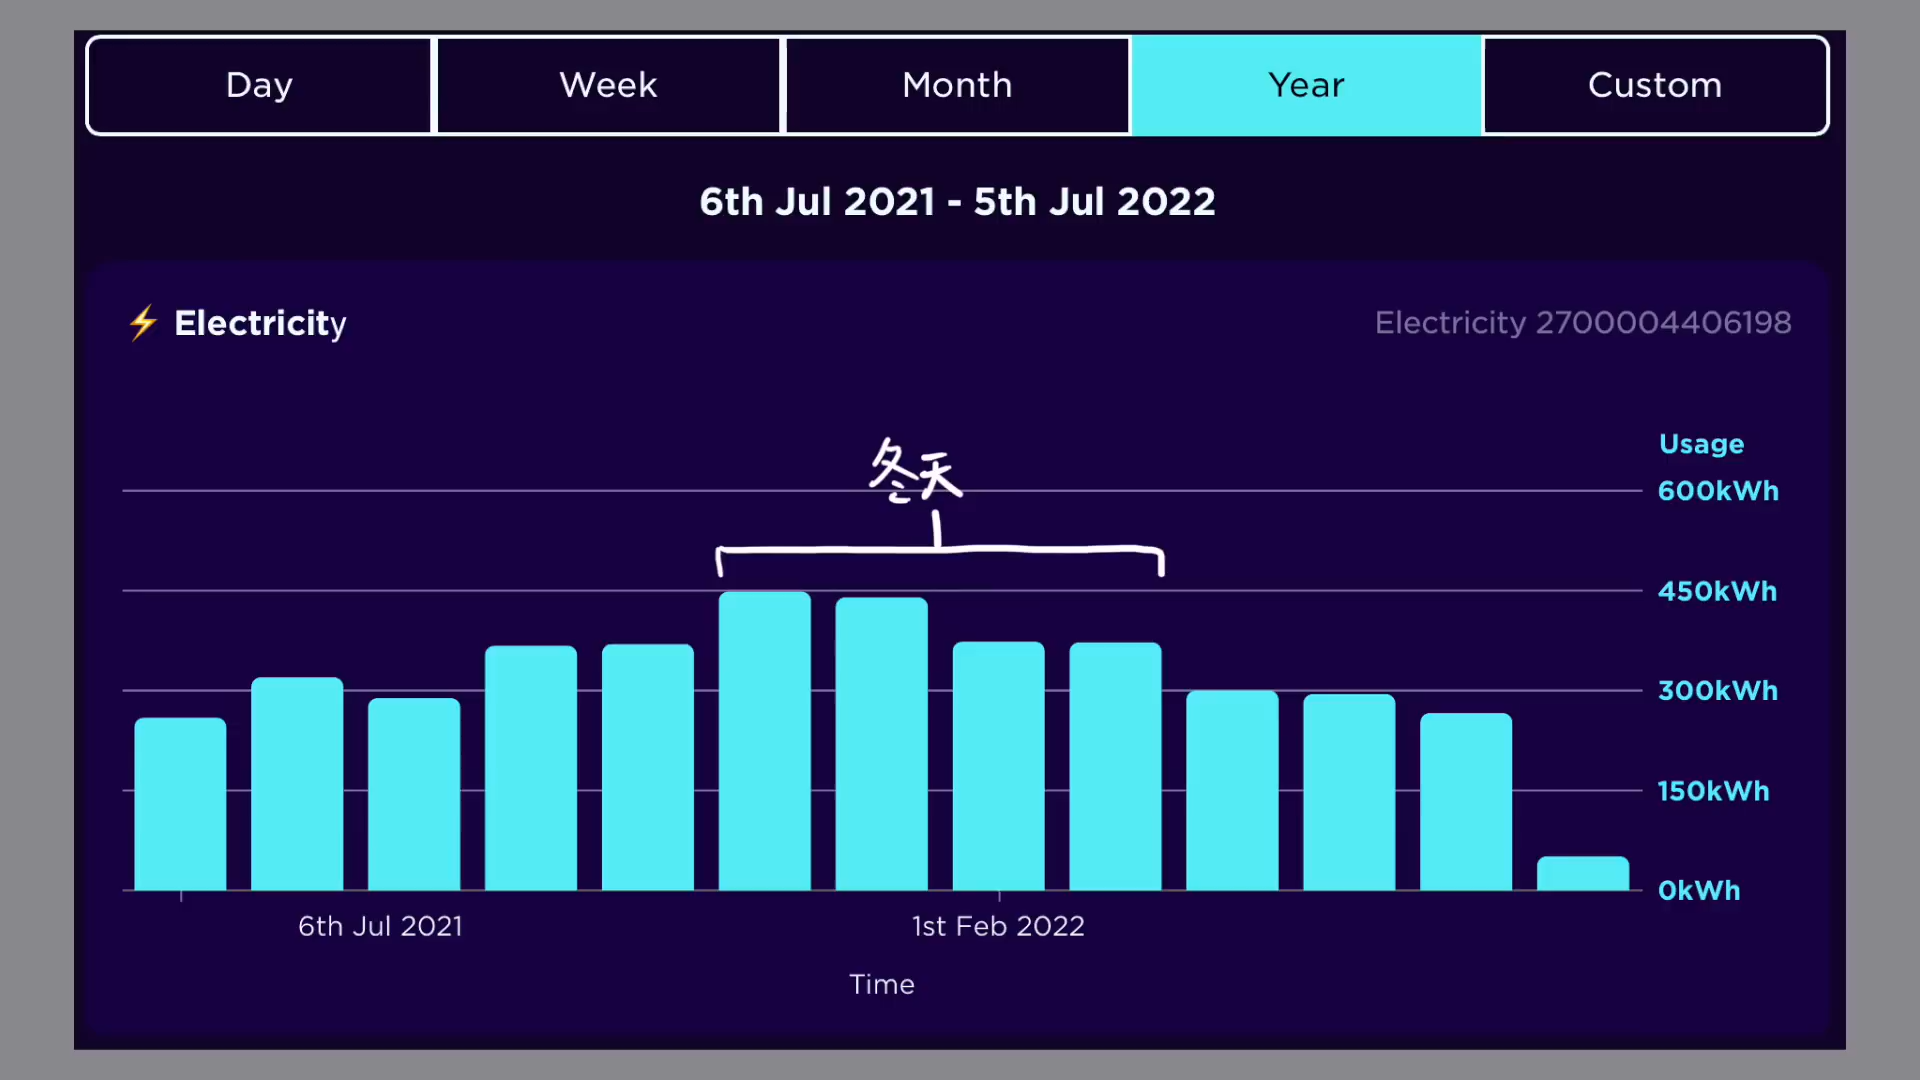 Day Week Month Year Custom
6th Jul 2021 - 5th Jul 2022
⚡ Electricity
Electricity 2700004406198
冬天
Usage
600kWh
450kWh
300kWh
150kWh
0kWh
6th Jul 2021 1st Feb 2022
Time